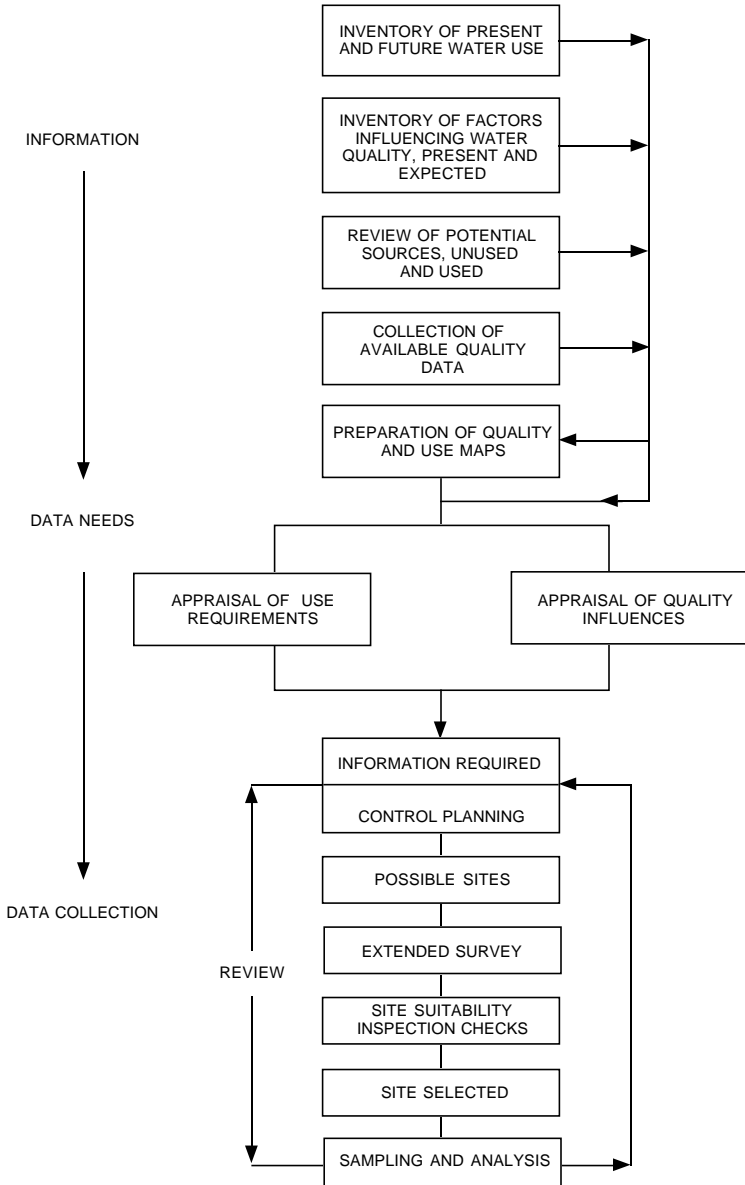 INVENTORY OF PRESENT
AND FUTURE WATER USE
INFORMATION
INVENTORY OF FACTORS
INFLUENCING WATER
QUALITY, PRESENT AND
EXPECTED
REVIEW OF POTENTIAL
SOURCES, UNUSED
AND USED
COLLECTION OF
AVAILABLE QUALITY
DATA
PREPARATION OF QUALITY
AND USE MAPS
DATA NEEDS
APPRAISAL OF USE
REQUIREMENTS
APPRAISAL OF QUALITY
INFLUENCES
INFORMATION REQUIRED
CONTROL PLANNING
POSSIBLE SITES
DATA COLLECTION
EXTENDED SURVEY
REVIEW
SITE SUITABILITY
INSPECTION CHECKS
SITE SELECTED
SAMPLING AND ANALYSIS